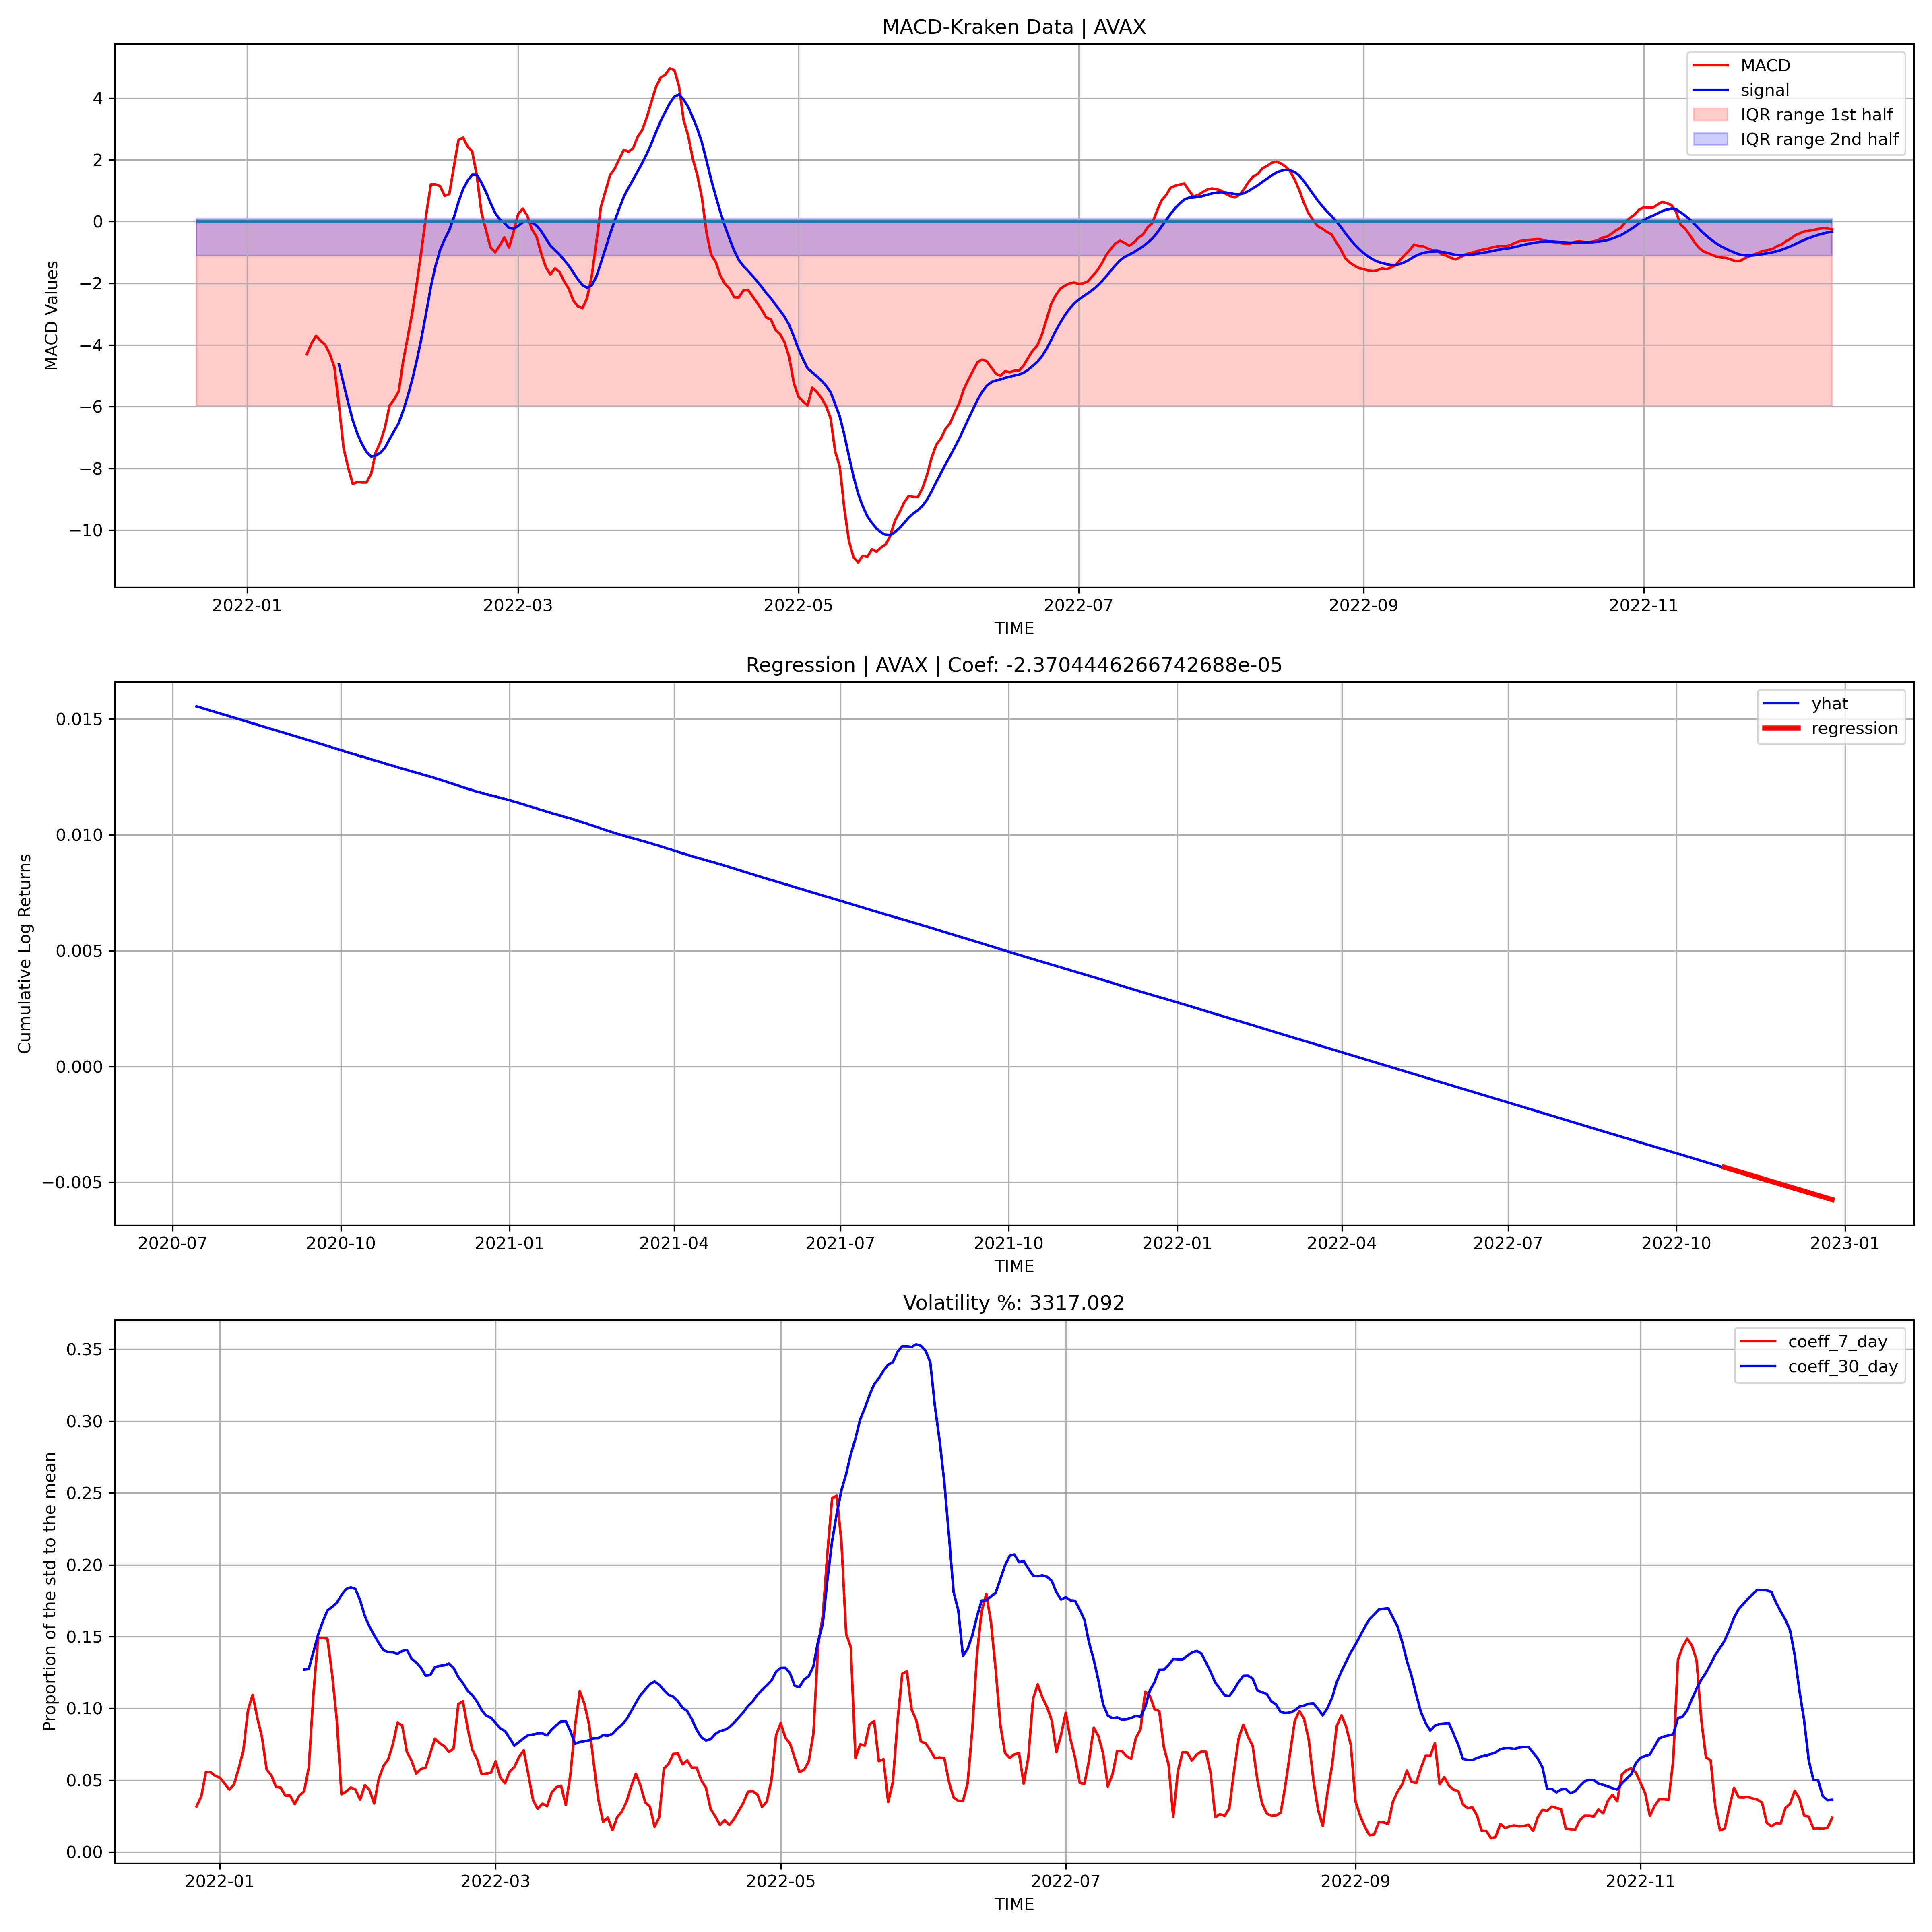 MACD-Kraken Data | AVAX
MACD
signal
IQR range 1st half
IQR range 2nd half
4
2
0
−2
−4
−6
−8
−10
MACD Values
2022-01 2022-03 2022-05 2022-07 2022-09 2022-11
TIME
Regression | AVAX | Coef: -2.3704446266742688e-05
yhat
regression
0.015
0.010
0.005
0.000
−0.005
Cumulative Log Returns
2020-07 2020-10 2021-01 2021-04 2021-07 2021-10 2022-01 2022-04 2022-07 2022-10 2023-01
TIME
Volatility %: 3317.092
coeff_7_day
coeff_30_day
0.35
0.30
0.25
0.20
0.15
0.10
0.05
0.00
Proportion of the std to the mean
2022-01 2022-03 2022-05 2022-07 2022-09 2022-11
TIME